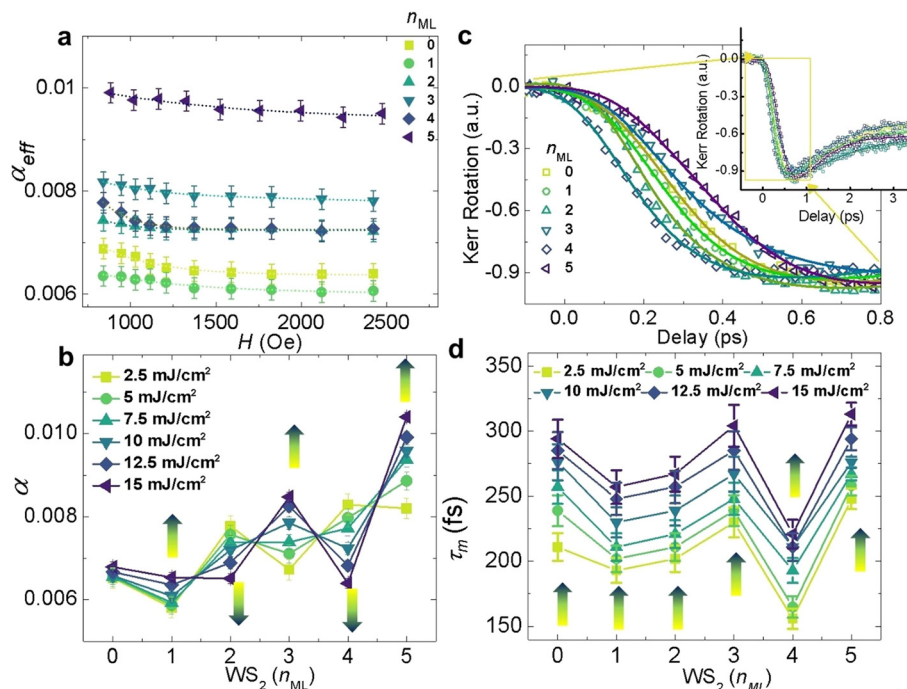 a
n_ML
0
1
2
3
4
5
0.01
0.008
0.006
α_eff
1000
1500
2000
2500
H (Oe)
c
0.0
-0.3
-0.6
-0.9
Kerr Rotation (a.u.)
n_ML
0
1
2
3
4
5
0.0
0.2
0.4
0.6
0.8
Delay (ps)
0.0
-0.3
-0.6
-0.9
Kerr Rotation (a.u.)
0
1
2
3
Delay (ps)
b
2.5 mJ/cm²
5 mJ/cm²
7.5 mJ/cm²
10 mJ/cm²
12.5 mJ/cm²
15 mJ/cm²
0.010
0.008
0.006
α
0
1
2
3
4
5
WS₂ (n_ML)
d
2.5 mJ/cm² 5 mJ/cm² 7.5 mJ/cm²
10 mJ/cm² 12.5 mJ/cm² 15 mJ/cm²
350
300
250
200
150
τ_m (fs)
0
1
2
3
4
5
WS₂ (n_ML)